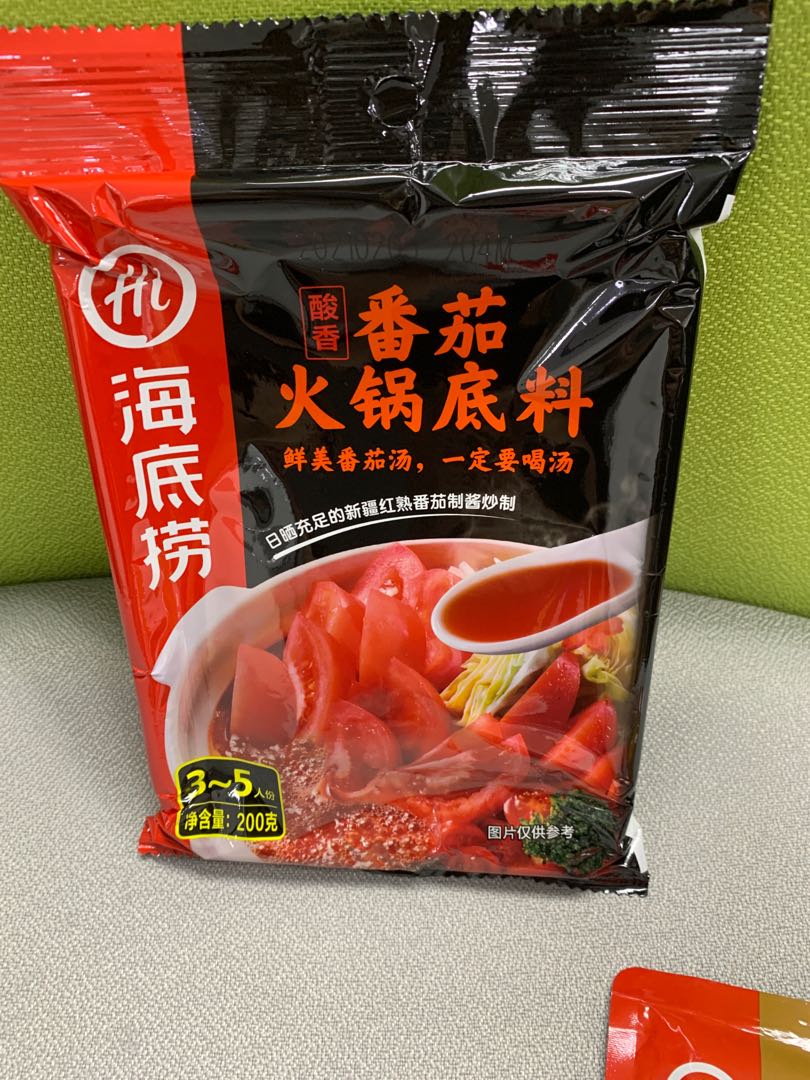 Hi
海底捞
酸香
番茄
火锅底料
鲜美番茄汤，一定要喝汤
日晒充足的新疆红熟番茄制酱炒制
3~5人份
净含量：200克
图片仅供参考